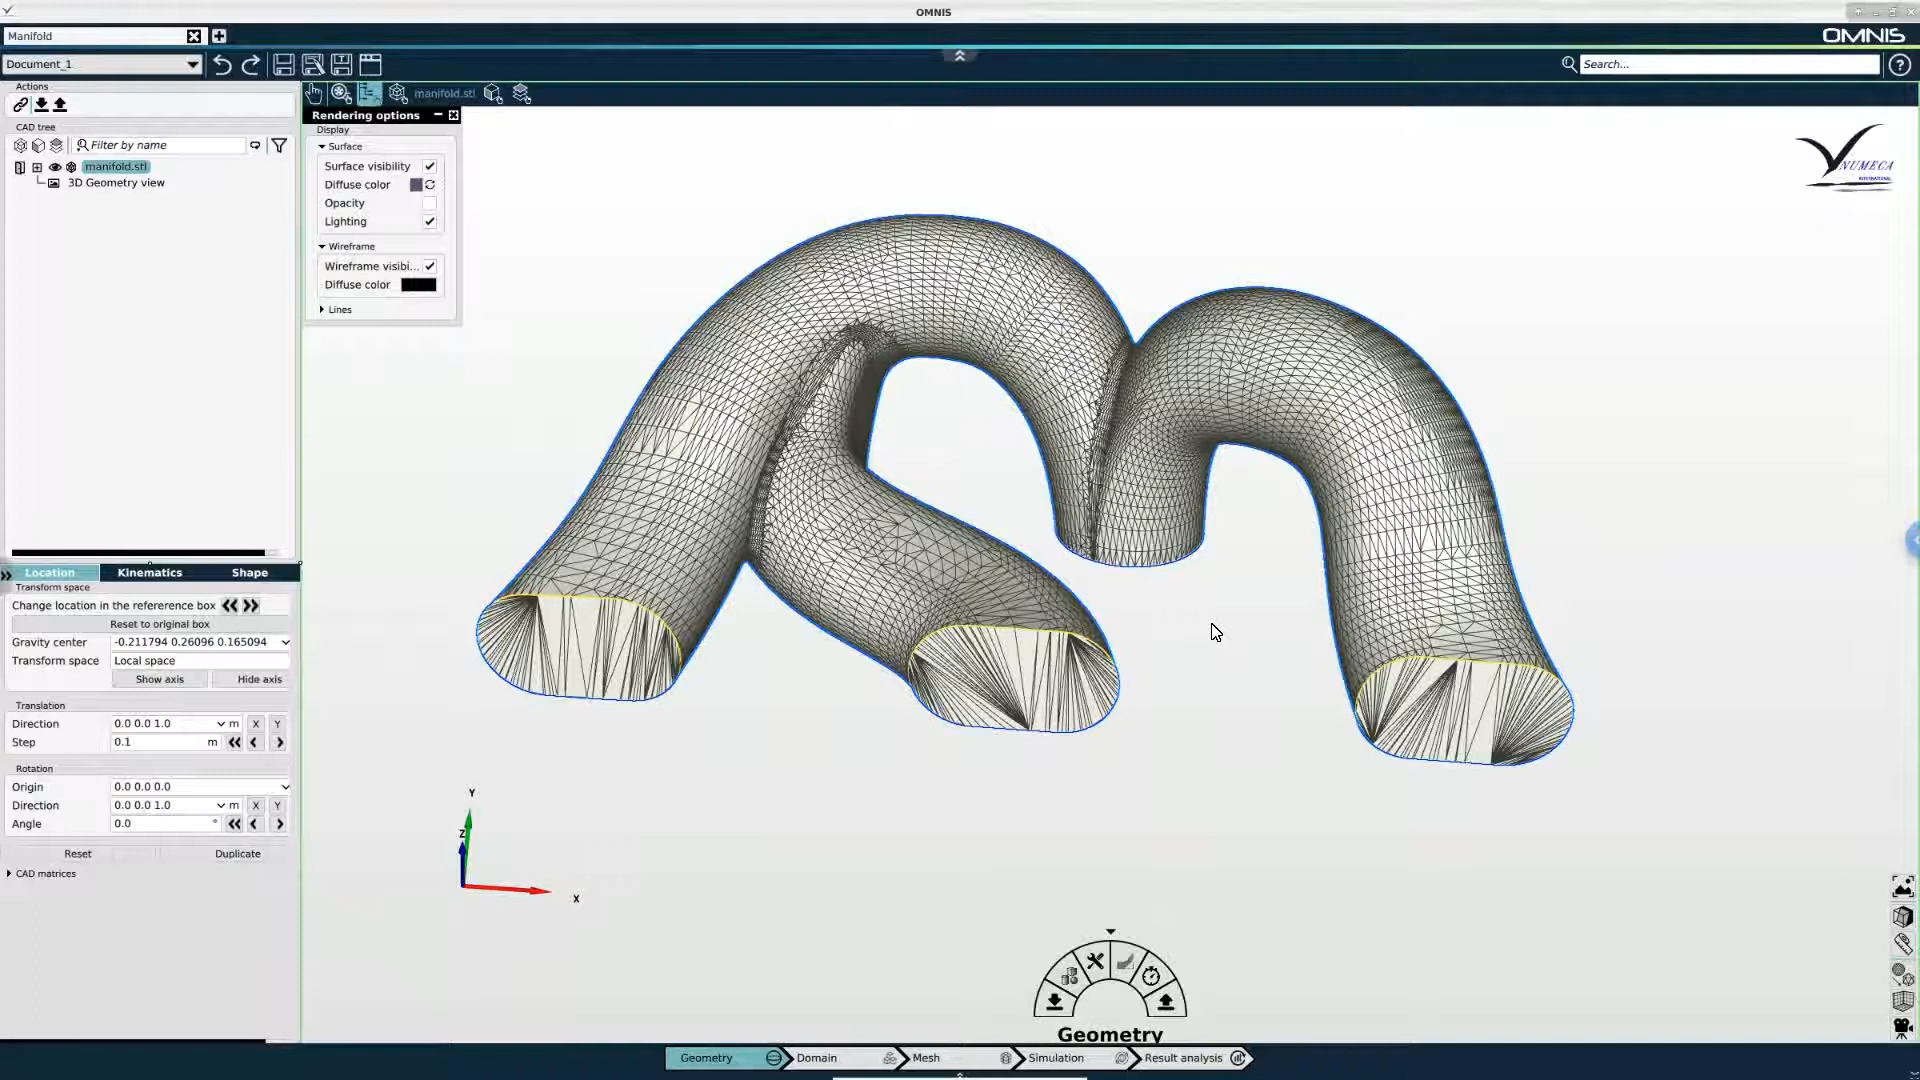 OMNIS
Manifold
OMNIS
Document_1
Search...
?
Actions
manifold.stl
Rendering options
CAD tree
Display
Filter by name
Surface
Surface visibility
manifold.stl
3D Geometry view
Diffuse color
Opacity
Lighting
Wireframe
Wireframe visibi...
Diffuse color
Lines
NUMECA
INTERNATIONAL
Location Kinematics Shape
Transform space
Change location in the refererence box
Reset to original box
Gravity center -0.211794 0.26096 0.165094
Transform space Local space
Show axis Hide axis
Translation
Direction 0.0 0.0 1.0 m X Y
Step 0.1 m
Rotation
Origin 0.0 0.0 0.0
Direction 0.0 0.0 1.0 m X Y
Angle 0.0 °
Reset Duplicate
CAD matrices
Y
Z
X
Geometry
Geometry Domain Mesh Simulation Result analysis